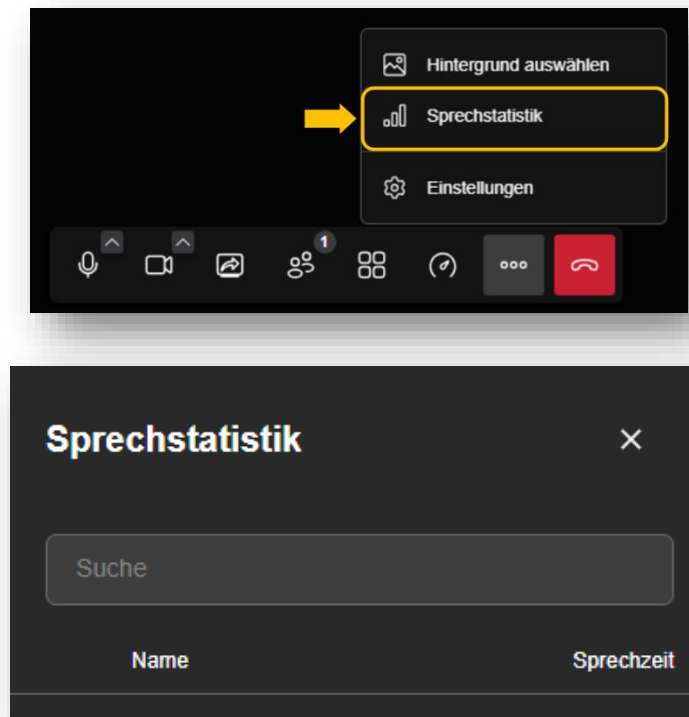 Hintergrund auswählen
Sprechstatistik
Einstellungen
1
Sprechstatistik
Suche
Name Sprechzeit